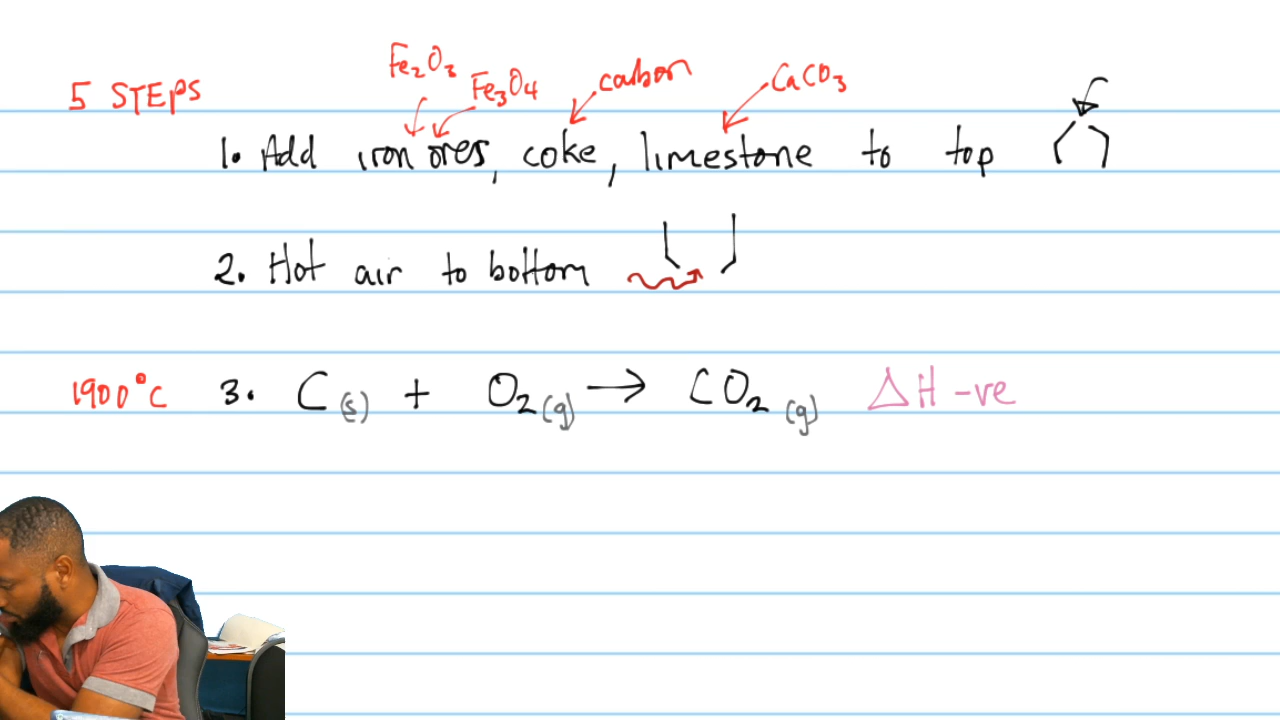 Fe₂O₃
Fe₃O₄ carbon CaCO₃
5 STEPS
1. Add iron ores, coke, limestone to top
2. Hot air to bottom
1900°C 3. C(s) + O₂(g) → CO₂(g) ΔH -ve